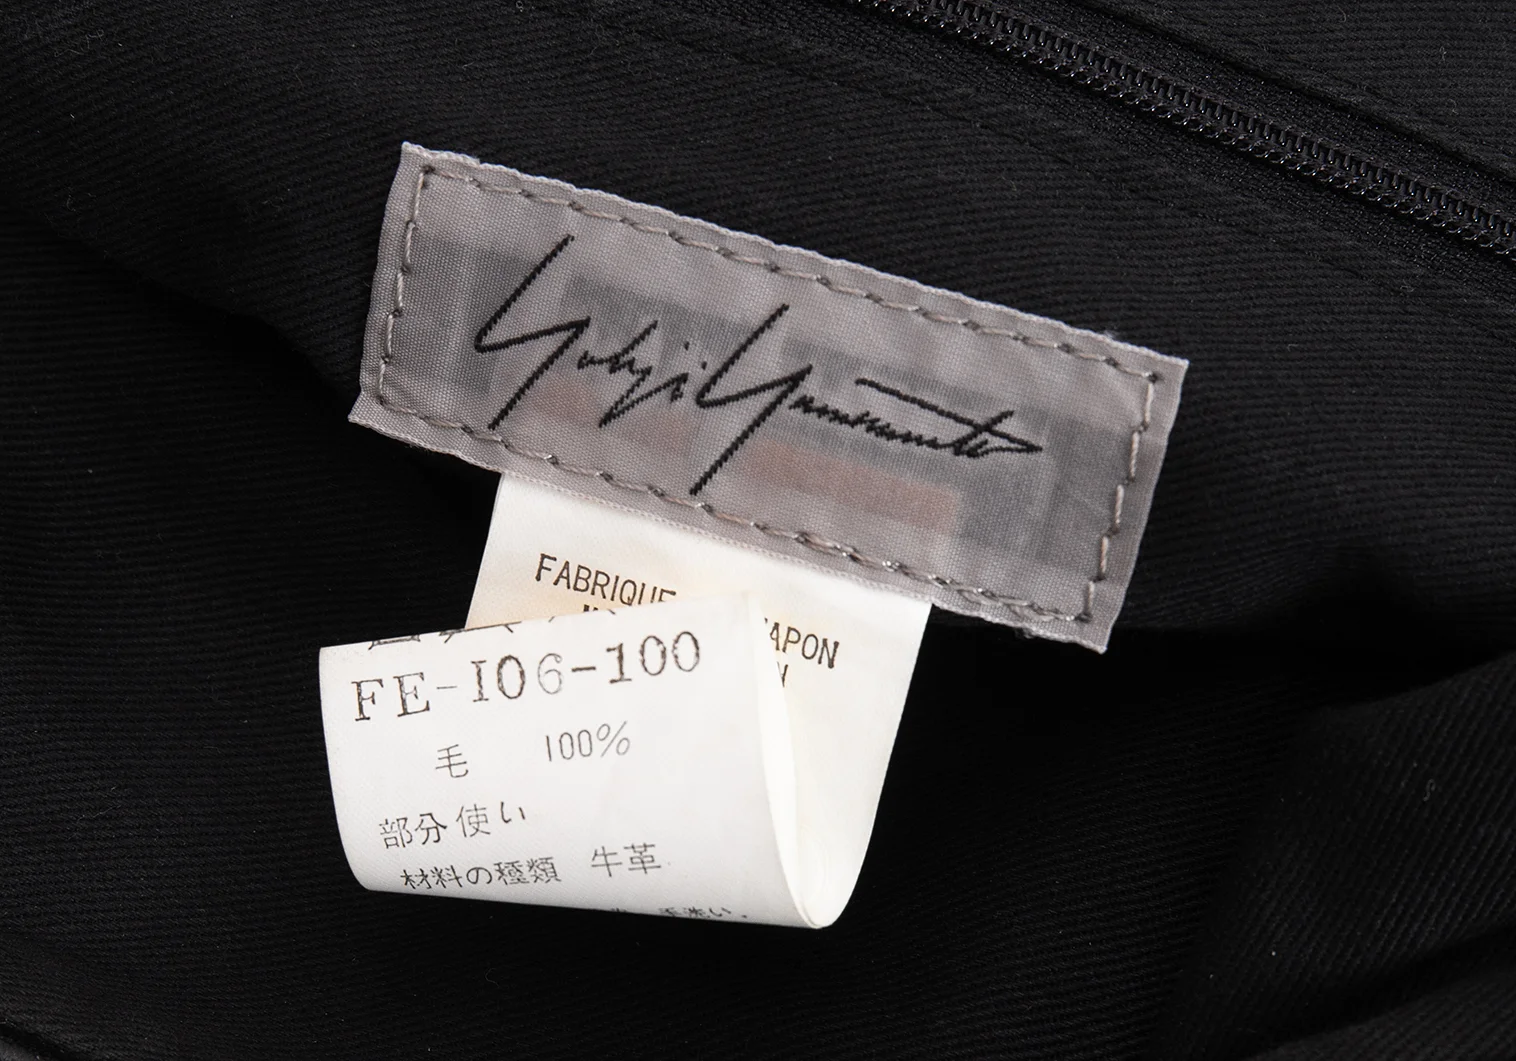 Yohji Yamamoto
FABRIQUE
APON
FE-I06-100
毛 100%
部分使い
材料の種類 牛革